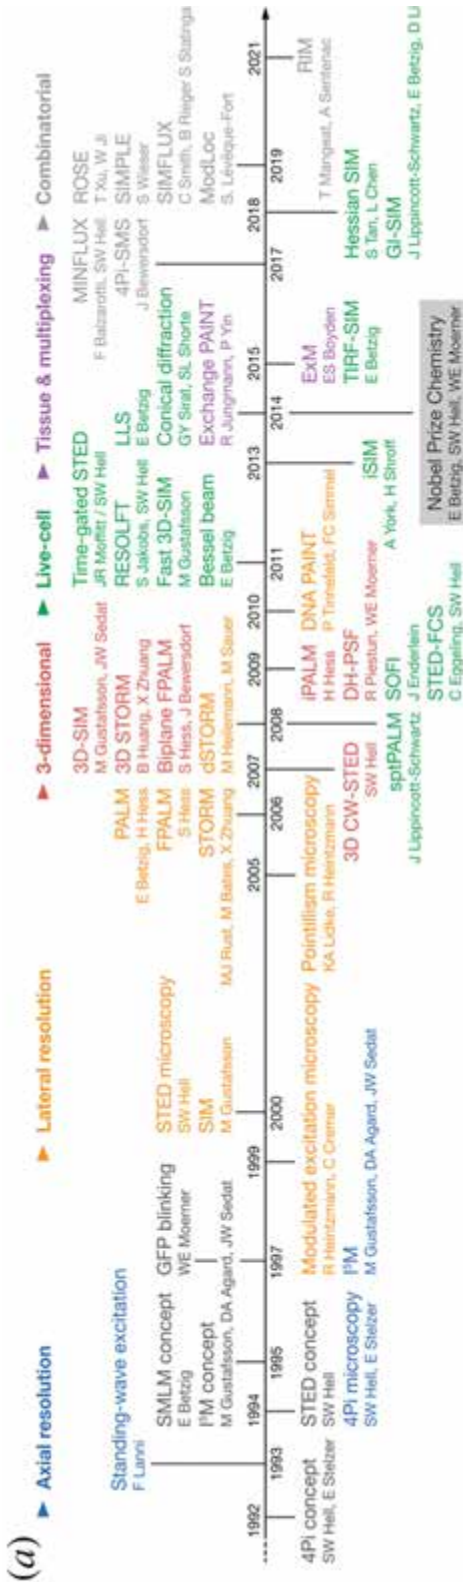 (a)
Axial resolution
Lateral resolution
3-dimensional
Live-cell
Tissue & multiplexing
Combinatorial
Standing-wave excitation
F Lanni
SMLM concept
E Betzig
I⁵M concept
M Gustafsson, DA Agard, JW Sedat
GFP blinking
WE Moerner
STED microscopy
SW Hell
SIM
M Gustafsson
PALM
E Betzig, H Hess
FPALM
S Hess
STORM
MJ Rust, M Bates, X Zhuang
3D-SIM
M Gustafsson, JW Sedat
3D STORM
B Huang, X Zhuang
Biplane FPALM
S Hess, J Bewersdorf
dSTORM
M Heilemann, M Sauer
Time-gated STED
JR Moffitt / SW Hell
RESOLFT
S Jakobs, SW Hell
Fast 3D-SIM
M Gustafsson
Bessel beam
E Betzig
LLS
E Betzig
Conical diffraction
GY Sirat, SL Shorte
Exchange PAINT
R Jungmann, P Yin
MINFLUX
F Balzarotti, SW Hell
4Pi-SMS
J Bewersdorf
ROSE
T Xu, W Ji
SIMPLE
S Wieser
SIMFLUX
C Smith, B Rieger S Stallinga
ModLoc
S. Lévêque-Fort
1992
1993
1994
1995
1997
1999
2000
2005
2006
2007
2008
2009
2010
2011
2013
2014
2015
2017
2018
2019
2021
4Pi concept
SW Hell, E Stelzer
STED concept
SW Hell
4Pi microscopy
SW Hell, E Stelzer
Modulated excitation microscopy
R Heintzmann, C Cremer
I⁵M
M Gustafsson, DA Agard, JW Sedat
Pointillism microscopy
KA Lidke, R Heintzmann
3D CW-STED
SW Hell
sptPALM
J Lippincott-Schwartz
iPALM
H Hess
DH-PSF
R Piestun, WE Moerner
SOFI
J Enderlein
STED-FCS
C Eggeling, SW Hell
DNA PAINT
P Tinnefeld, FC Simmel
iSIM
A York, H Shroff
Nobel Prize Chemistry
E Betzig, SW Hell, WE Moerner
ExM
ES Boyden
TIRF-SIM
E Betzig
Hessian SIM
S Tan, L Chen
GI-SIM
J Lippincott-Schwartz, E Betzig, D Li
RIM
T Mangeat, A Sentenac